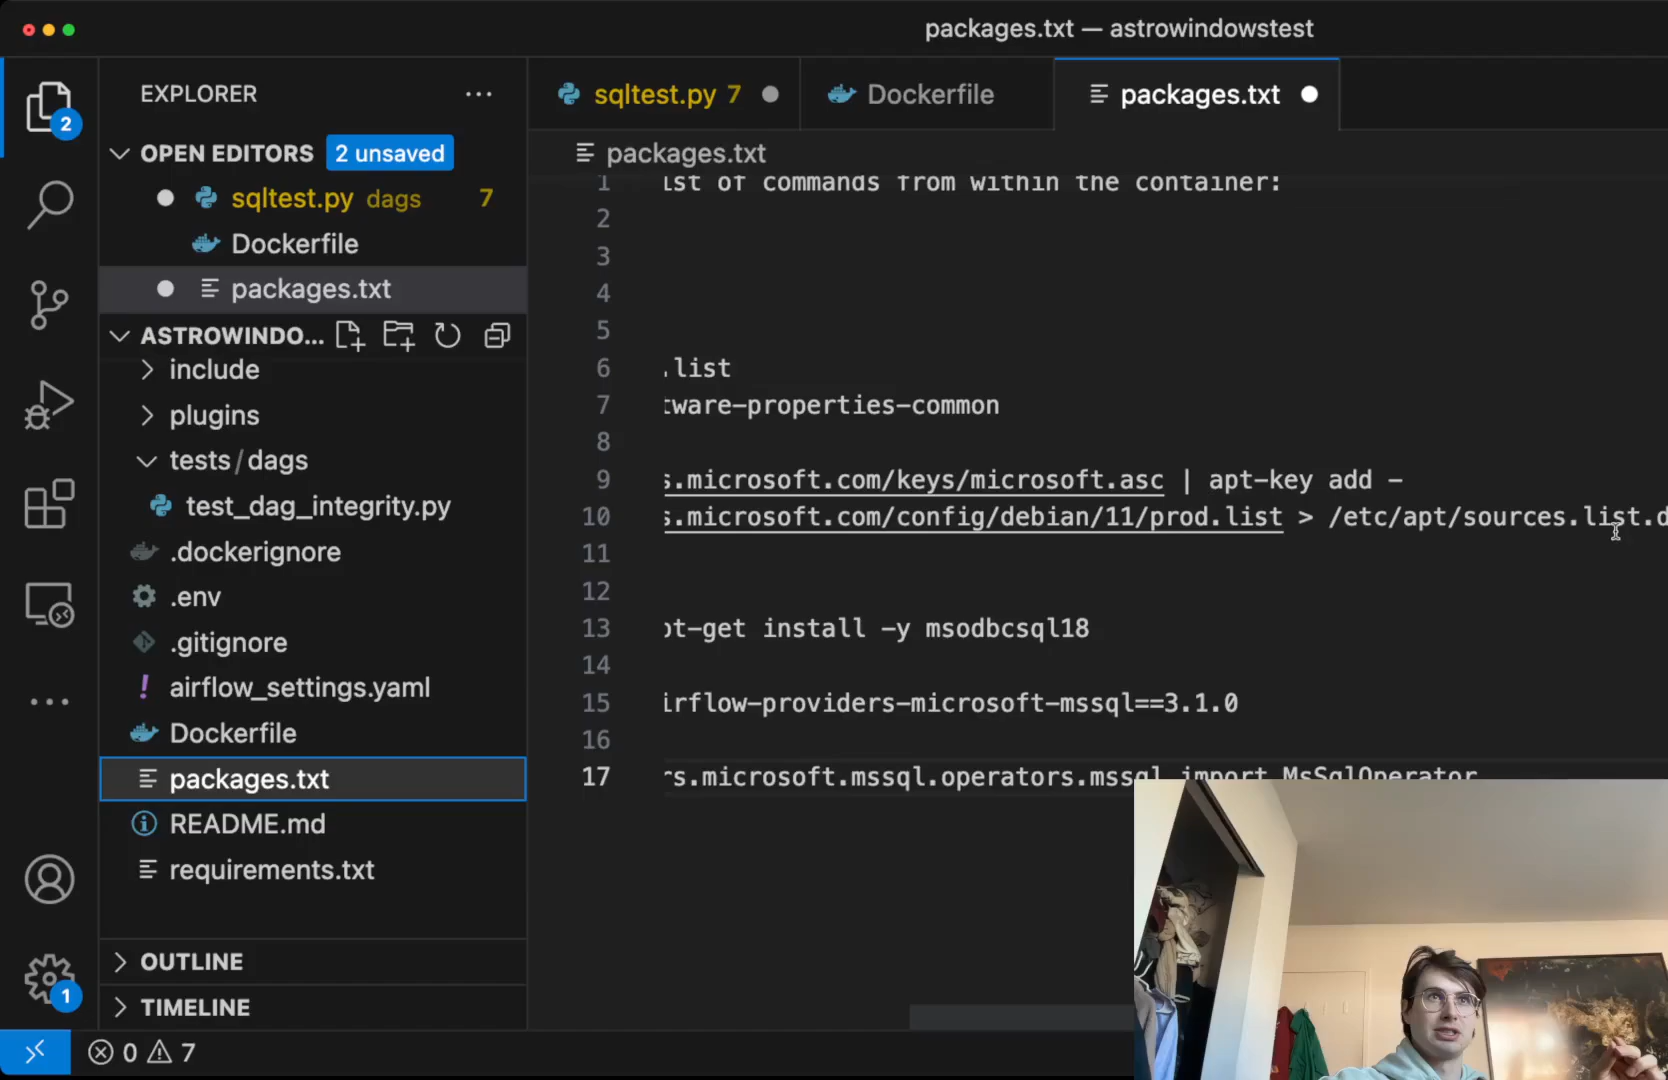 packages.txt — astrowindowstest
EXPLORER
sqltest.py 7
Dockerfile
packages.txt
2
OPEN EDITORS 2 unsaved
packages.txt
sqltest.py dags 7
Dockerfile
packages.txt
ASTROWINDO...
include
plugins
tests/dags
test_dag_integrity.py
.dockerignore
.env
.gitignore
airflow_settings.yaml
Dockerfile
packages.txt
README.md
requirements.txt
OUTLINE
TIMELINE
1
0 7
1 ist of commands from within the container:
2
3
4
5
6 .list
7 tware-properties-common
8
9 s.microsoft.com/keys/microsoft.asc | apt-key add -
10 s.microsoft.com/config/debian/11/prod.list > /etc/apt/sources.list.d
11
12
13 pt-get install -y msodbcsql18
14
15 irflow-providers-microsoft-mssql==3.1.0
16
17 rs.microsoft.mssql.operators.mssql import MsSqlOperator